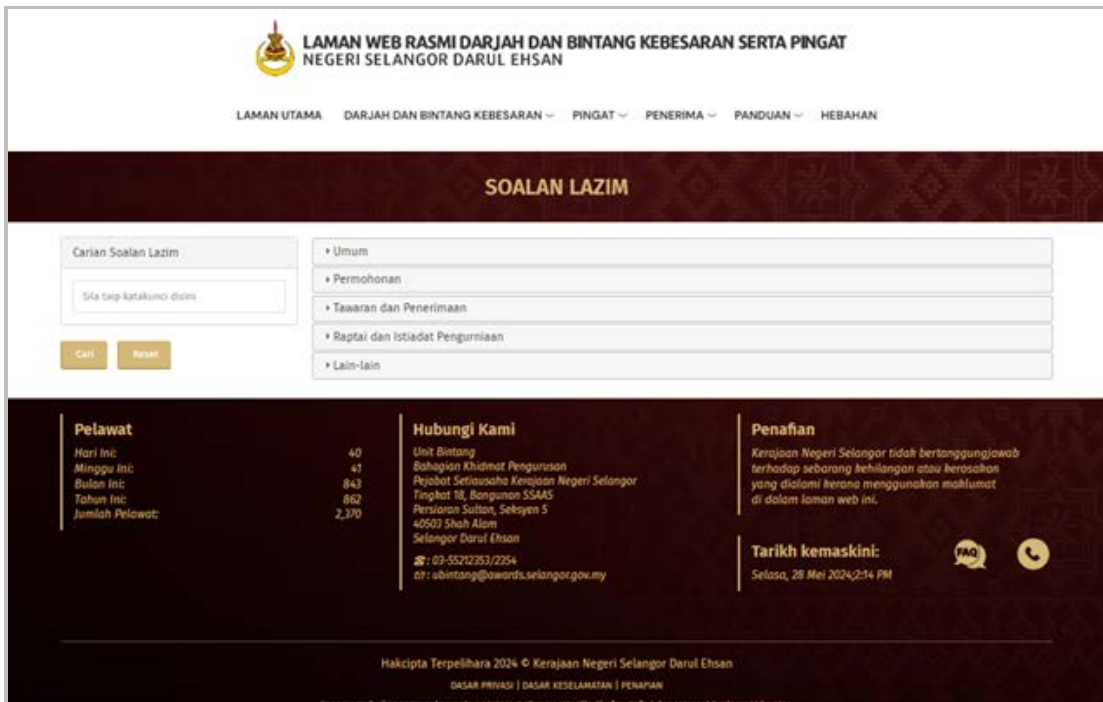 LAMAN WEB RASMI DARJAH DAN BINTANG KEBESARAN SERTA PINGAT
NEGERI SELANGOR DARUL EHSAN
LAMAN UTAMA DARJAH DAN BINTANG KEBESARAN PINGAT PENERIMA PANDUAN HEBAHAN
SOALAN LAZIM
Carian Soalan Lazim
Sila taip katakunci disini
Cari Reset
Umum
Permohonan
Tawaran dan Penerimaan
Raptai dan Istiadat Pengurniaan
Lain-lain
Pelawat
Hari Ini: 40
Minggu Ini: 41
Bulan Ini: 843
Tahun Ini: 862
Jumlah Pelawat: 2,370
Hubungi Kami
Unit Bintang
Bahagian Khidmat Pengurusan
Pejabat Setiausaha Kerajaan Negeri Selangor
Tingkat 18, Bangunan SSAAS
Persiaran Sultan, Seksyen 5
40503 Shah Alam
Selangor Darul Ehsan
: 03-55212353/2354
: ubintang@awards.selangor.gov.my
Penafian
Kerajaan Negeri Selangor tidak bertanggungjawab
terhadap sebarang kehilangan atau kerosakan
yang dialami kerana menggunakan maklumat
di dalam laman web ini.
Tarikh kemaskini:
Selasa, 28 Mei 2024;2:14 PM
FAQ
Hakcipta Terpelihara 2024 © Kerajaan Negeri Selangor Darul Ehsan
DASAR PRIVASI | DASAR KESELAMATAN | PENAFIAN